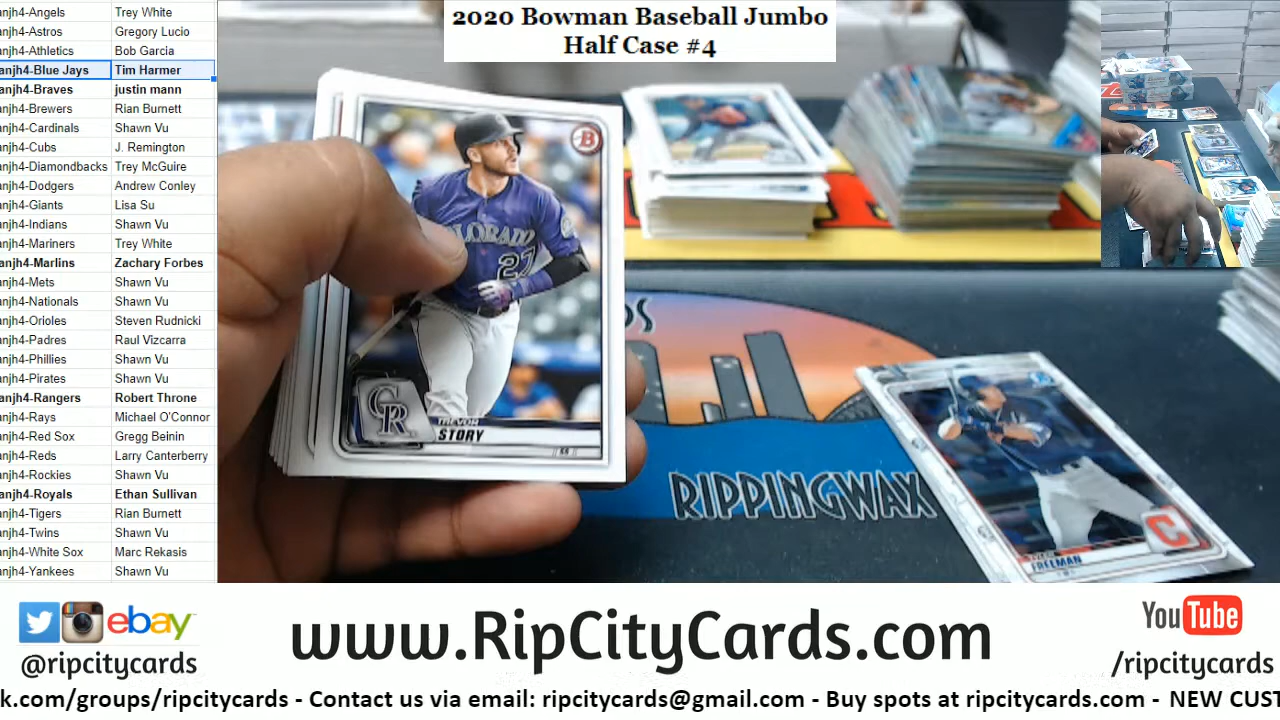 2020 Bowman Baseball Jumbo
Half Case #4
anjh4-Angels Trey White
anjh4-Astros Gregory Lucio
anjh4-Athletics Bob Garcia
anjh4-Blue Jays Tim Harmer
anjh4-Braves justin mann
anjh4-Brewers Rian Burnett
anjh4-Cardinals Shawn Vu
anjh4-Cubs J. Remington
anjh4-Diamondbacks Trey McGuire
anjh4-Dodgers Andrew Conley
anjh4-Giants Lisa Su
anjh4-Indians Shawn Vu
anjh4-Mariners Trey White
anjh4-Marlins Zachary Forbes
anjh4-Mets Shawn Vu
anjh4-Nationals Shawn Vu
anjh4-Orioles Steven Rudnicki
anjh4-Padres Raul Vizcarra
anjh4-Phillies Shawn Vu
anjh4-Pirates Shawn Vu
anjh4-Rangers Robert Throne
anjh4-Rays Michael O'Connor
anjh4-Red Sox Gregg Beinin
anjh4-Reds Larry Canterberry
anjh4-Rockies Shawn Vu
anjh4-Royals Ethan Sullivan
anjh4-Tigers Rian Burnett
anjh4-Twins Shawn Vu
anjh4-White Sox Marc Rekasis
anjh4-Yankees Shawn Vu
B
COLORADO
27
CR
TREVOR
STORY
RIPPINGWAX
C
FREEMAN
ebay
@ripcitycards
www.RipCityCards.com
YouTube
/ripcitycards
k.com/groups/ripcitycards - Contact us via email: ripcitycards@gmail.com - Buy spots at ripcitycards.com - NEW CUST